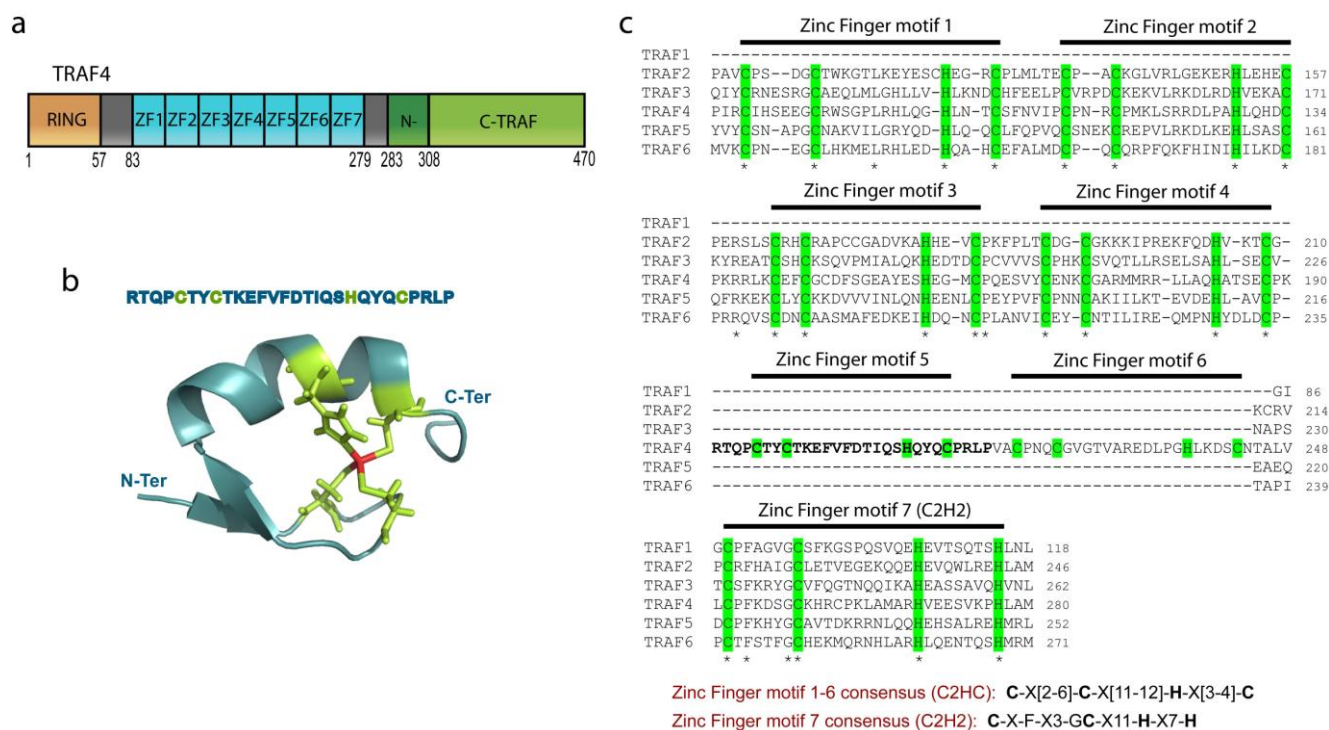 a
TRAF4
RING ZF1 ZF2 ZF3 ZF4 ZF5 ZF6 ZF7 N- C-TRAF
1 57 83 279 283 308 470
b
RTQPCTYCTKEFVFDTIQSHQYQCPRLP
N-Ter
C-Ter
c
Zinc Finger motif 1 Zinc Finger motif 2
TRAF1 ----------------------------------------------------------
TRAF2 PAVCPS--DGCTWKGTLKEYESCHEG-RCPLMLTECP--ACKGLVRLGEKERHLEHEC 157
TRAF3 QIYCRNESRGCAEQLMLGHLLV-HLKNDCHFEELPCVRPDCKEKVLRKDLRDHVEKAC 171
TRAF4 PIRCIHSEEGCRWSGPLRHLQG-HLNT-CSFNVIPCPN-RCPMKLSRRDLPAHLQHDC 134
TRAF5 YVYCSN-APGCNAKVILGRYQD-HLQQ-CLFQPVQCSNEKCREPVLRKDLKEHLSASC 161
TRAF6 MVKCPN--EGCLHKMELRHLED-HQA-HCEFALMDCP--QCQRPFQKFHINIHILKDC 181
* * * * * * * * *
Zinc Finger motif 3 Zinc Finger motif 4
TRAF1 ----------------------------------------------------------
TRAF2 PERSLSCRHCRAPCCGADVKAHHE-VCPKFPLTCDG-CGKKKIPREKFQDHV-KTCG- 210
TRAF3 KYREATCSHCKSQVPMIALQKHEDTDCPCVVVSCPHKCSVQTLLRSELSAHL-SECV- 226
TRAF4 PKRRLKCEFCGCDFSGEAYESHEG-MCPQESVYCENKCGARMMRR-LLAQHATSECPK 190
TRAF5 QFRKEKCLYCKKDVVVINLQNHEENLCPEYPVFCPNNCAKIILKT-EVDEHL-AVCP- 216
TRAF6 PRRQVSCDNCAASMAFEDKEIHDQ-NCPLANVICEY-CNTILIRE-QMPNHYDLDCP- 235
* * * * ** * * * *
Zinc Finger motif 5 Zinc Finger motif 6
TRAF1 --------------------------------------------------------GI 86
TRAF2 ------------------------------------------------------KCRV 214
TRAF3 ------------------------------------------------------NAPS 230
TRAF4 RTQPCTYCTKEFVFDTIQSHQYQCPRLPVACPNQCGVGTVAREDLPGHLKDSCNTALV 248
TRAF5 ------------------------------------------------------EAEQ 220
TRAF6 ------------------------------------------------------TAPI 239
Zinc Finger motif 7 (C2H2)
TRAF1 GCPFAGVGCSFKGSPQSVQEHEVTSQTSHLNL 118
TRAF2 PCRFHAIGCLETVEGEKQQEHEVQWLREHLAM 246
TRAF3 TCSFKRYGCVFQGTNQQIKAHEASSAVQHVNL 262
TRAF4 LCPFKDSGCKHRCPKLAMARHVEESVKPHLAM 280
TRAF5 DCPFKHYGCAVTDKRRNLQQHEHSALREHMRL 252
TRAF6 PCTFSTFGCHEKMQRNHLARHLQENTQSHMRM 271
* * ** * *
Zinc Finger motif 1-6 consensus (C2HC): C-X[2-6]-C-X[11-12]-H-X[3-4]-C
Zinc Finger motif 7 consensus (C2H2): C-X-F-X3-GC-X11-H-X7-H